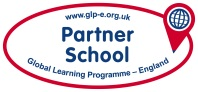 www.glp-e.org.uk
Partner
School
Global Learning Programme – England